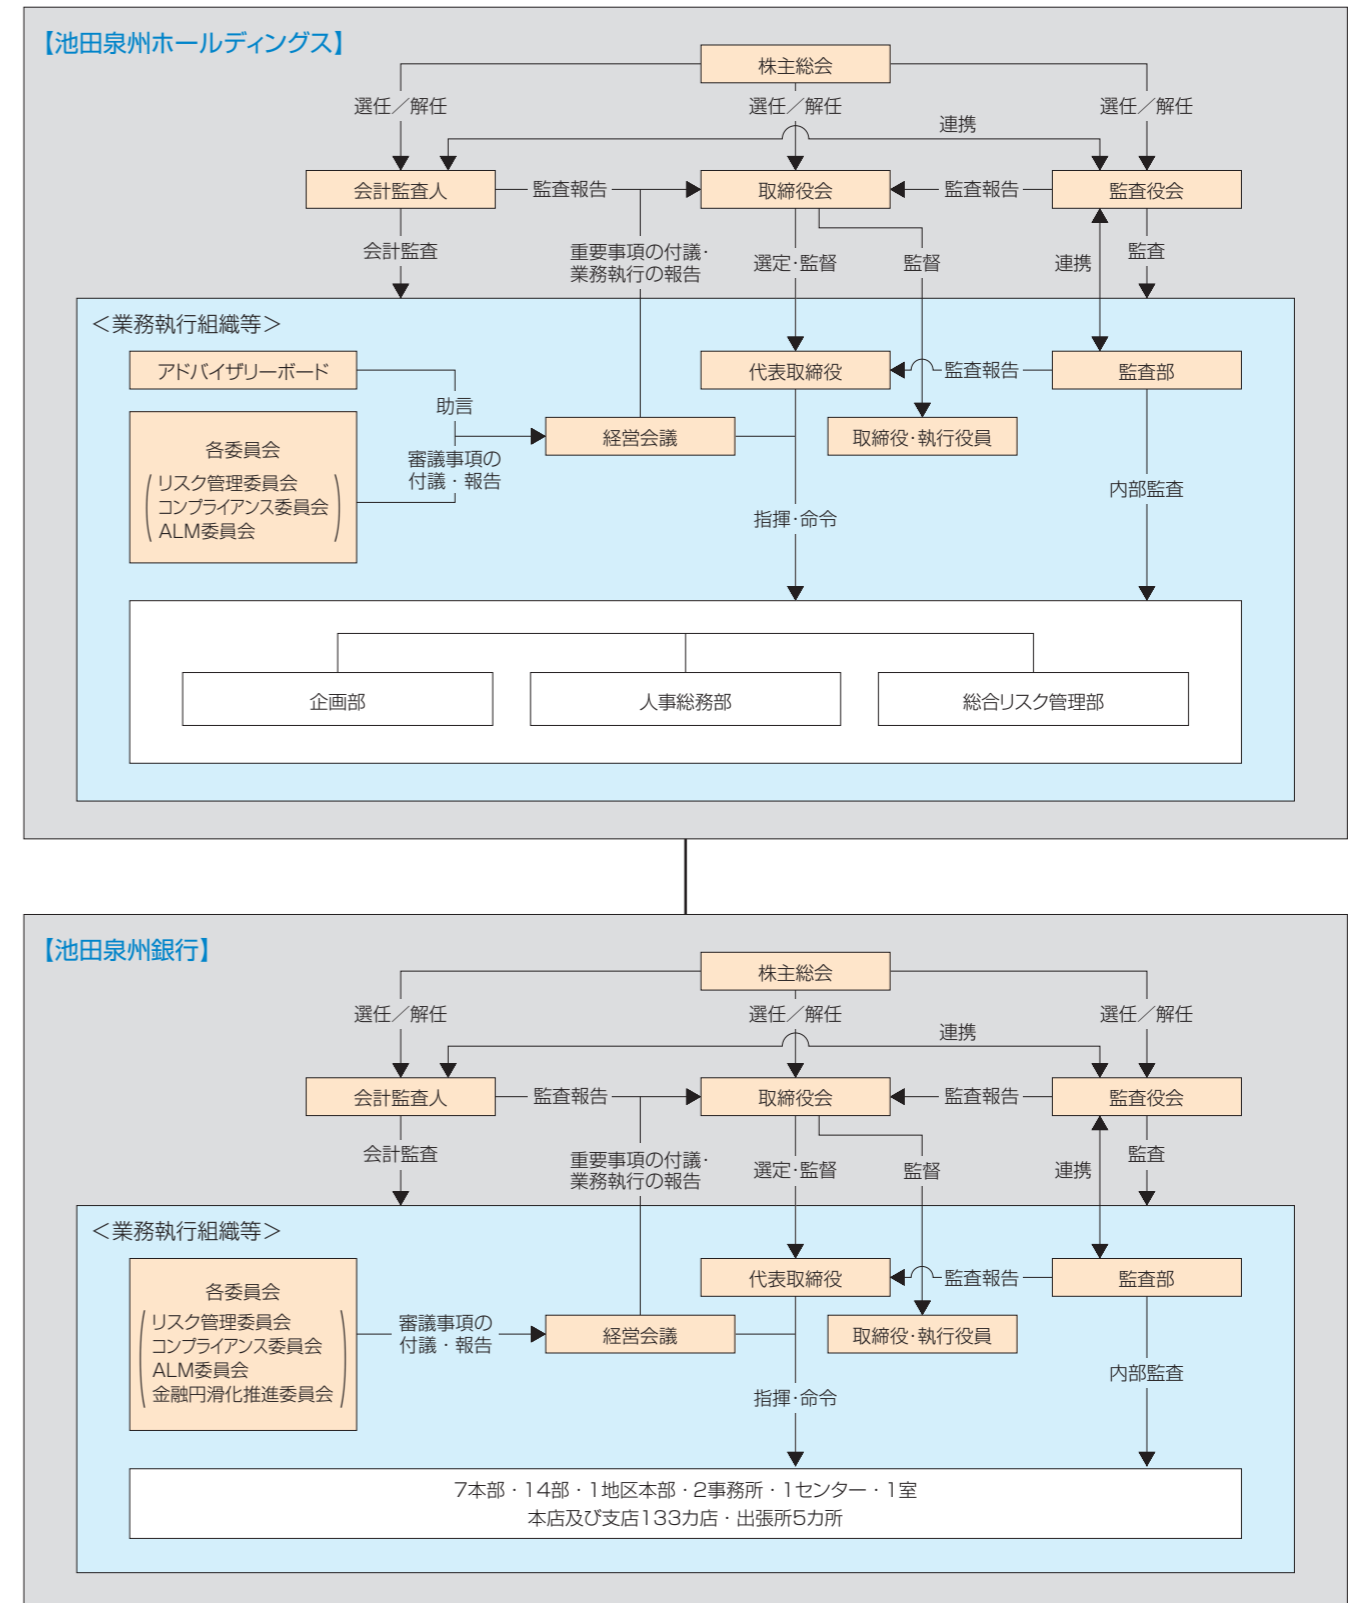 【池田泉州ホールディングス】
株主総会
選任／解任
選任／解任
選任／解任
連携
会計監査人
監査報告
取締役会
監査報告
監査役会
会計監査
重要事項の付議・
業務執行の報告
選定・監督
監督
連携
監査
＜業務執行組織等＞
アドバイザリーボード
代表取締役
監査報告
監査部
助言
各委員会
リスク管理委員会
コンプライアンス委員会
ALM委員会
審議事項の
付議・報告
経営会議
取締役・執行役員
内部監査
指揮・命令
企画部
人事総務部
総合リスク管理部
【池田泉州銀行】
株主総会
選任／解任
選任／解任
選任／解任
連携
会計監査人
監査報告
取締役会
監査報告
監査役会
会計監査
重要事項の付議・
業務執行の報告
選定・監督
監督
連携
監査
＜業務執行組織等＞
各委員会
リスク管理委員会
コンプライアンス委員会
ALM委員会
金融円滑化推進委員会
審議事項の
付議・報告
代表取締役
監査報告
監査部
経営会議
取締役・執行役員
内部監査
指揮・命令
7本部・14部・1地区本部・2事務所・1センター・1室
本店及び支店133カ店・出張所5カ所